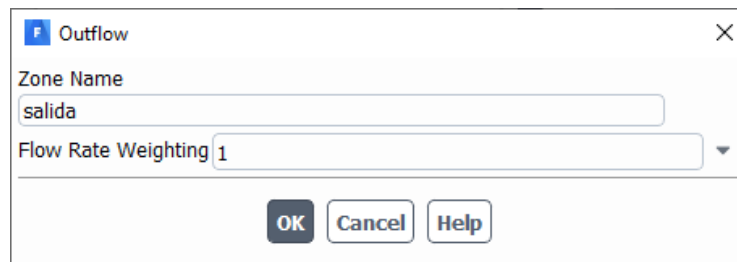 F Outflow
Zone Name
salida
Flow Rate Weighting 1
OK Cancel Help